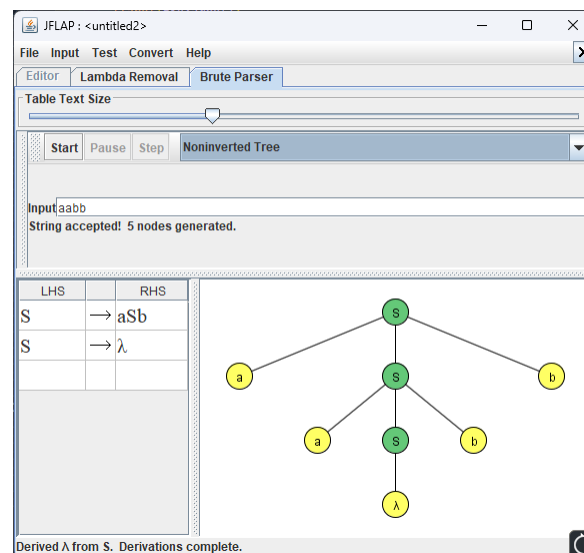 JFLAP : <untitled2>
File Input Test Convert Help
Editor Lambda Removal Brute Parser
Table Text Size
Start Pause Step Noninverted Tree
Input aabb
String accepted! 5 nodes generated.
LHS RHS
S → aSb
S → λ
S
a S b
a S b
λ
Derived λ from S. Derivations complete.